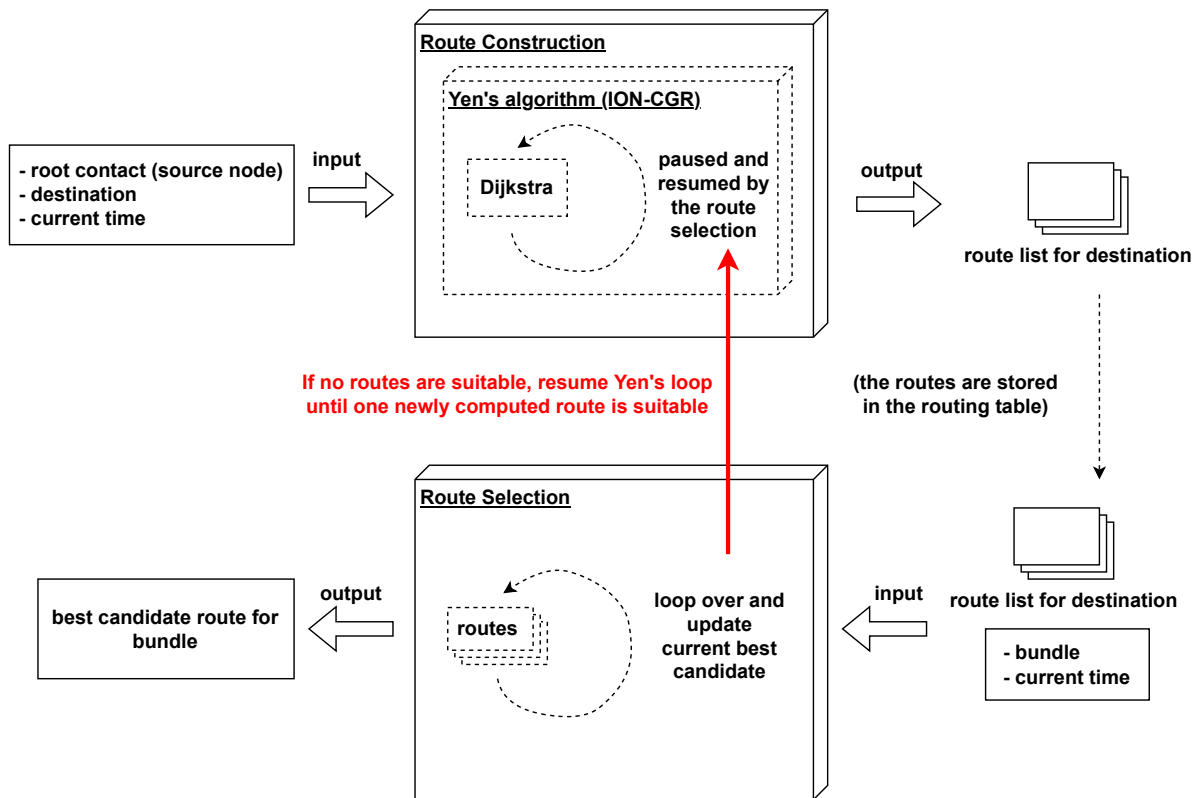 Route Construction
Yen's algorithm (ION-CGR)
- root contact (source node)
- destination
- current time
input
Dijkstra
paused and
resumed by
the route
selection
output
route list for destination
If no routes are suitable, resume Yen's loop
until one newly computed route is suitable
(the routes are stored
in the routing table)
Route Selection
best candidate route for
bundle
output
routes
loop over and
update
current best
candidate
input
route list for destination
- bundle
- current time